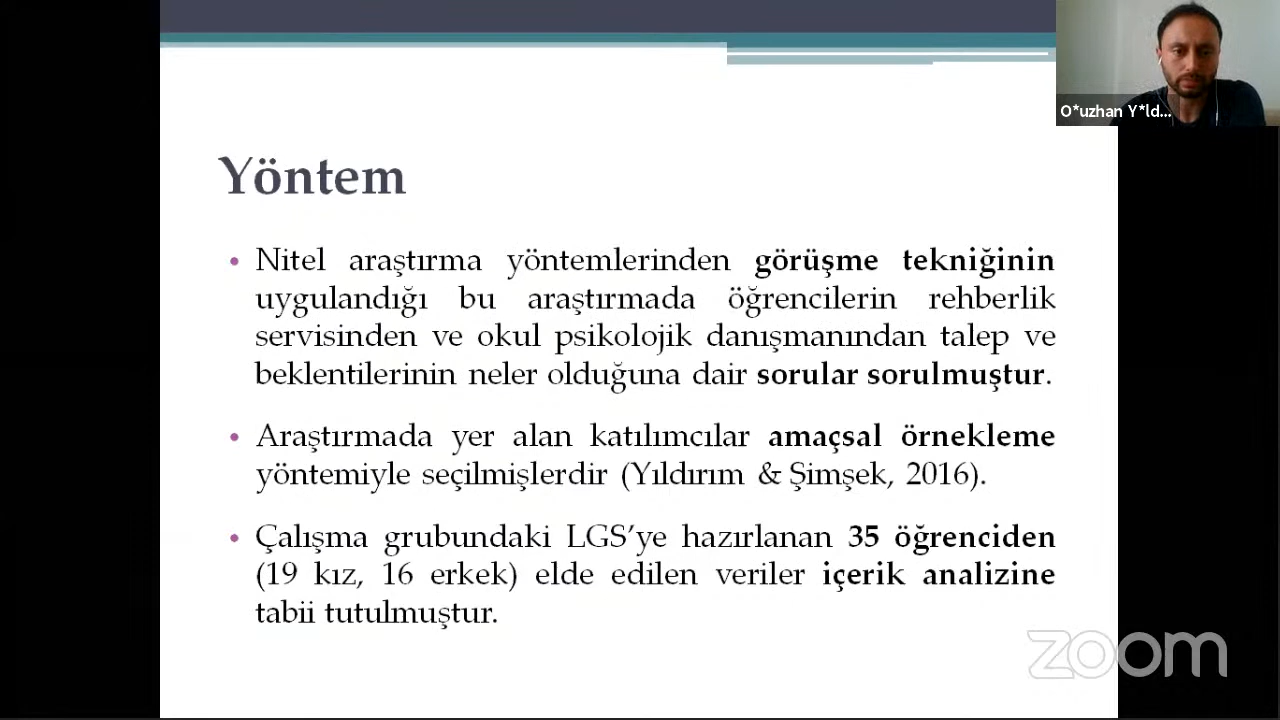 O*uzhan Y*ld...
Yöntem
• Nitel araştırma yöntemlerinden görüşme tekniğinin
uygulandığı bu araştırmada öğrencilerin rehberlik
servisinden ve okul psikolojik danışmanından talep ve
beklentilerinin neler olduğuna dair sorular sorulmuştur.
• Araştırmada yer alan katılımcılar amaçsal örnekleme
yöntemiyle seçilmişlerdir (Yıldırım & Şimşek, 2016).
• Çalışma grubundaki LGS’ye hazırlanan 35 öğrenciden
(19 kız, 16 erkek) elde edilen veriler içerik analizine
tabii tutulmuştur.
zoom